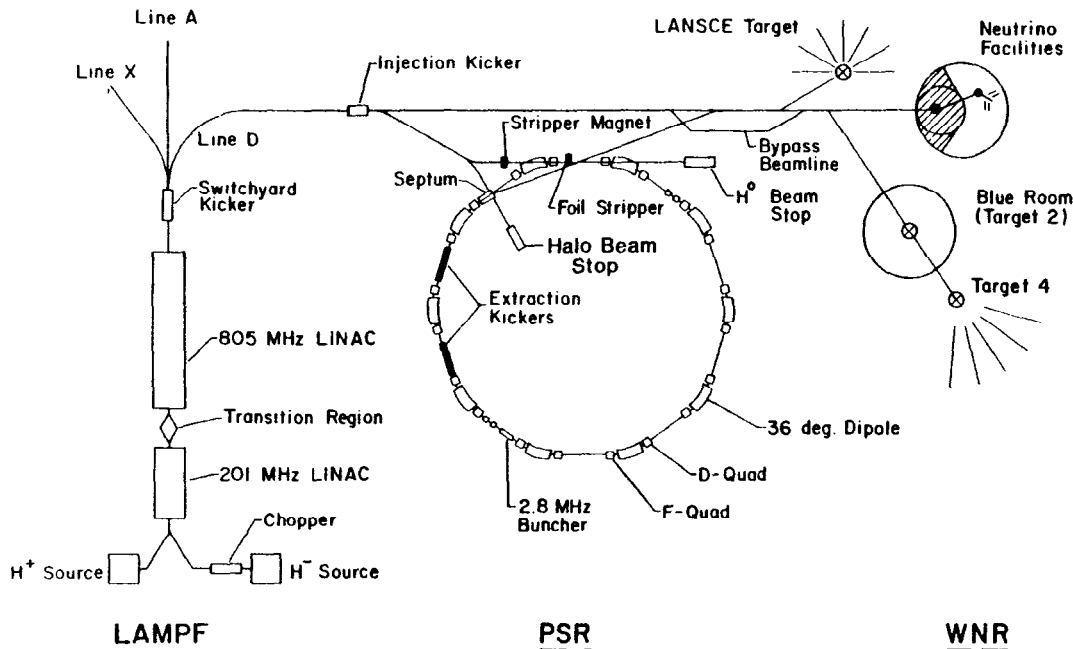 Line A
LANSCE Target
Neutrino
Facilities
Line X
Injection Kicker
Line D
Stripper Magnet
Bypass
Beamline
Septum
Switchyard
Kicker
Foil Stripper
H° Beam
Stop
Blue Room
(Target 2)
Halo Beam
Stop
Target 4
Extraction
Kickers
805 MHz LINAC
Transition Region
36 deg. Dipole
201 MHz LINAC
D-Quad
2.8 MHz
Buncher
F-Quad
Chopper
H⁺ Source
H⁻ Source
LAMPF
PSR
WNR